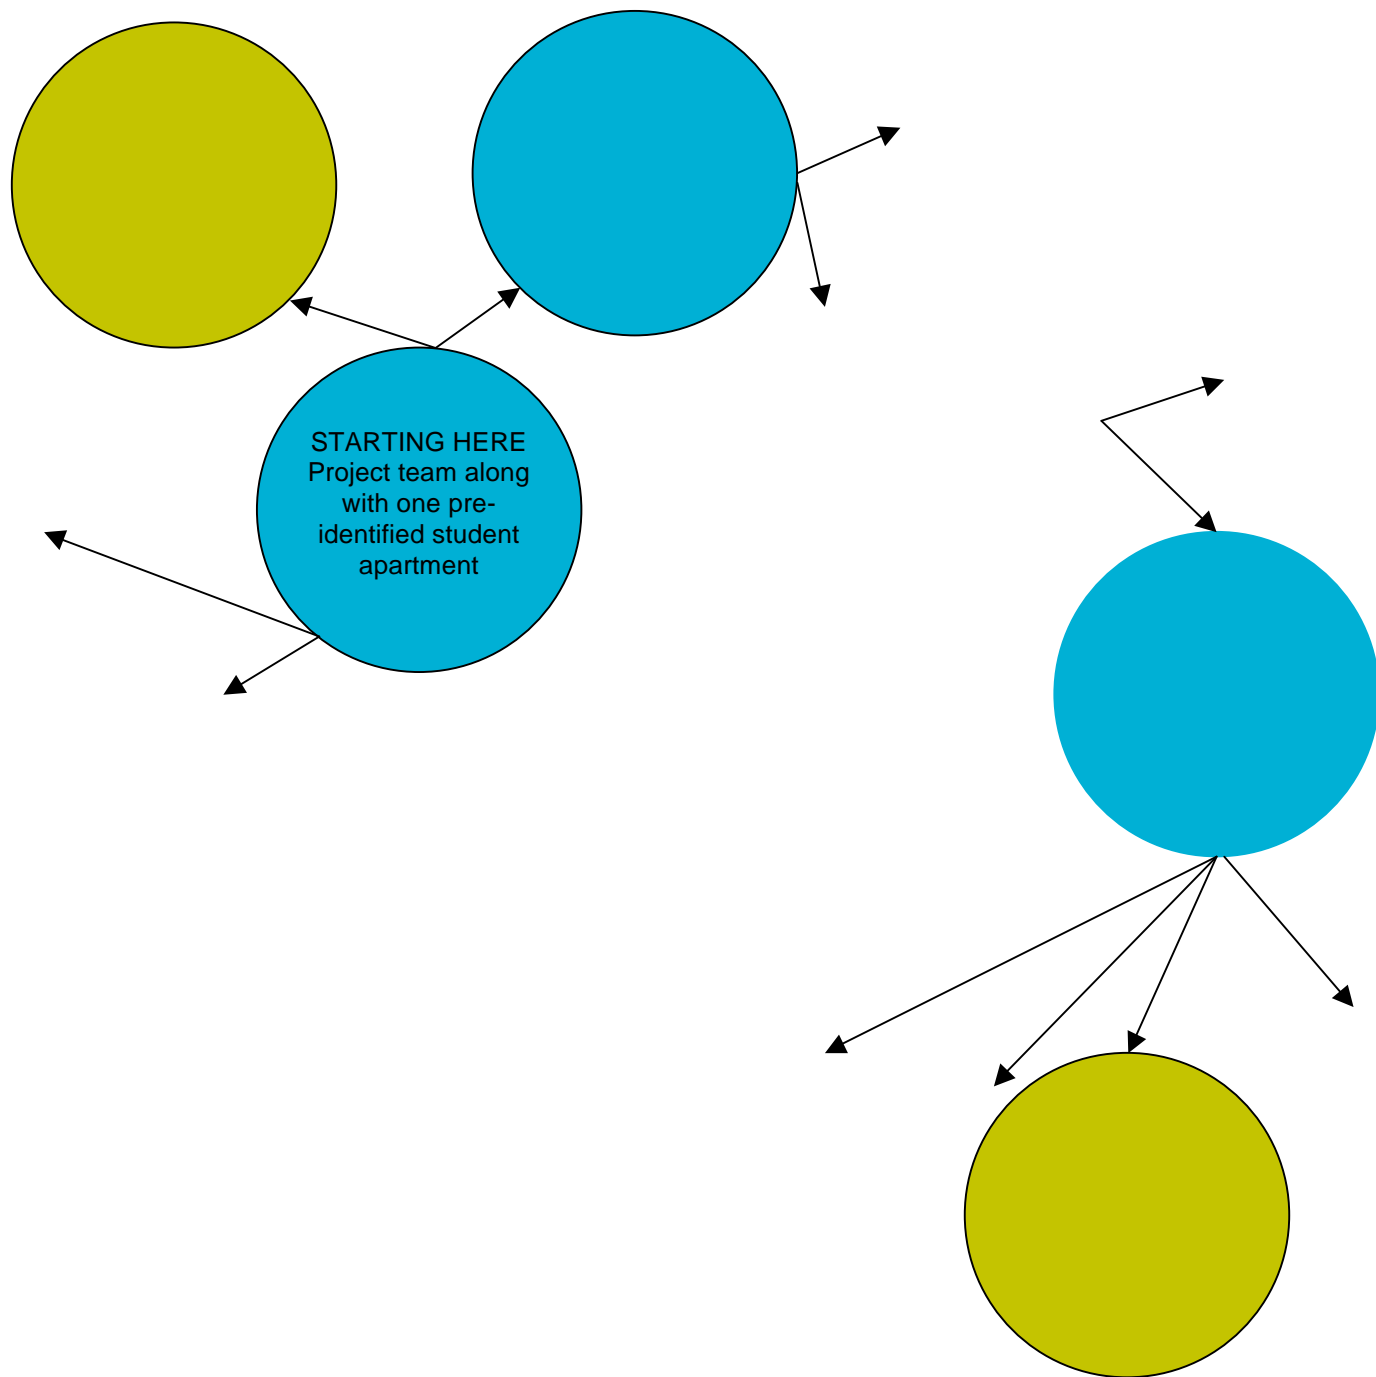 STARTING HERE
Project team along
with one pre-
identified student
apartment